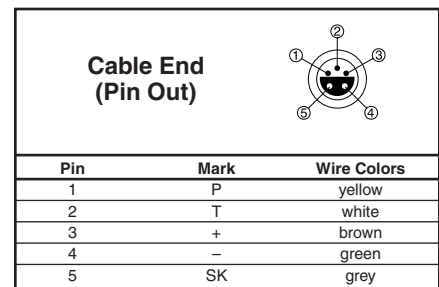 Cable End
(Pin Out)
② 
① ③
⑤ ④
Pin Mark Wire Colors
1 P yellow
2 T white
3 + brown
4 – green
5 SK grey